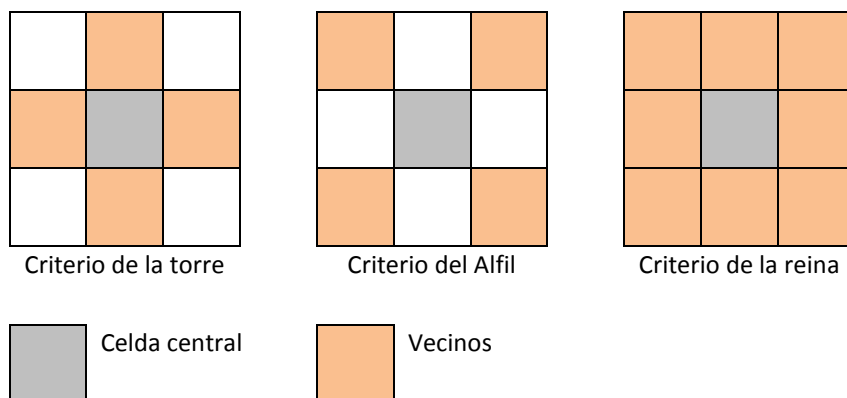 Criterio de la torre
Criterio del Alfil
Criterio de la reina
Celda central
Vecinos